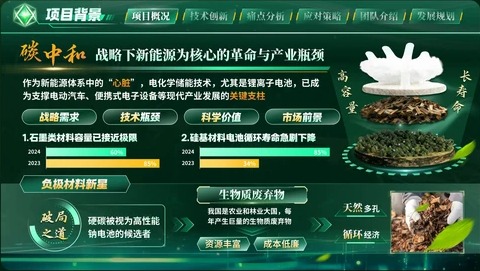 项目背景
项目概况
技术创新
痛点分析
应对策略
团队介绍
发展规划
碳中和 战略下新能源为核心的革命与产业瓶颈
作为新能源体系中的“心脏”，电化学储能技术，尤其是锂离子电池，已成
为支撑电动汽车、便携式电子设备等现代产业发展的关键支柱
战略需求
技术瓶颈
科学价值
市场前景
高容量
长寿命
1.石墨类材料容量已接近极限
2024
60%
2023
85%
2.硅基材料电池循环寿命急剧下降
2024
85%
2023
54%
负极材料新星
破局
之道
硬碳被视为高性能
钠电池的候选者
生物质废弃物
我国是农业和林业大国，每
年产巨量的生物质废弃物
资源丰富
成本低廉
天然多孔
循环经济